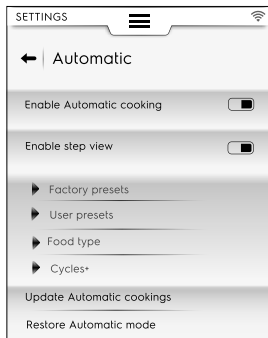 SETTINGS
Automatic
Enable Automatic cooking
Enable step view
Factory presets
User presets
Food type
Cycles+
Update Automatic cookings
Restore Automatic mode